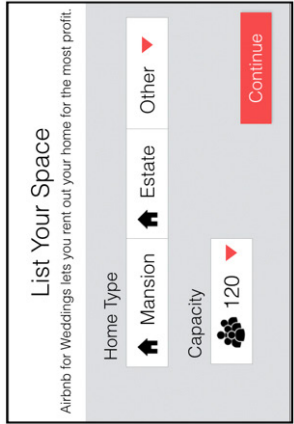 List Your Space
Airbnb for Weddings lets you rent out your home for the most profit.
Home Type
Mansion Estate Other
Capacity
120
Continue